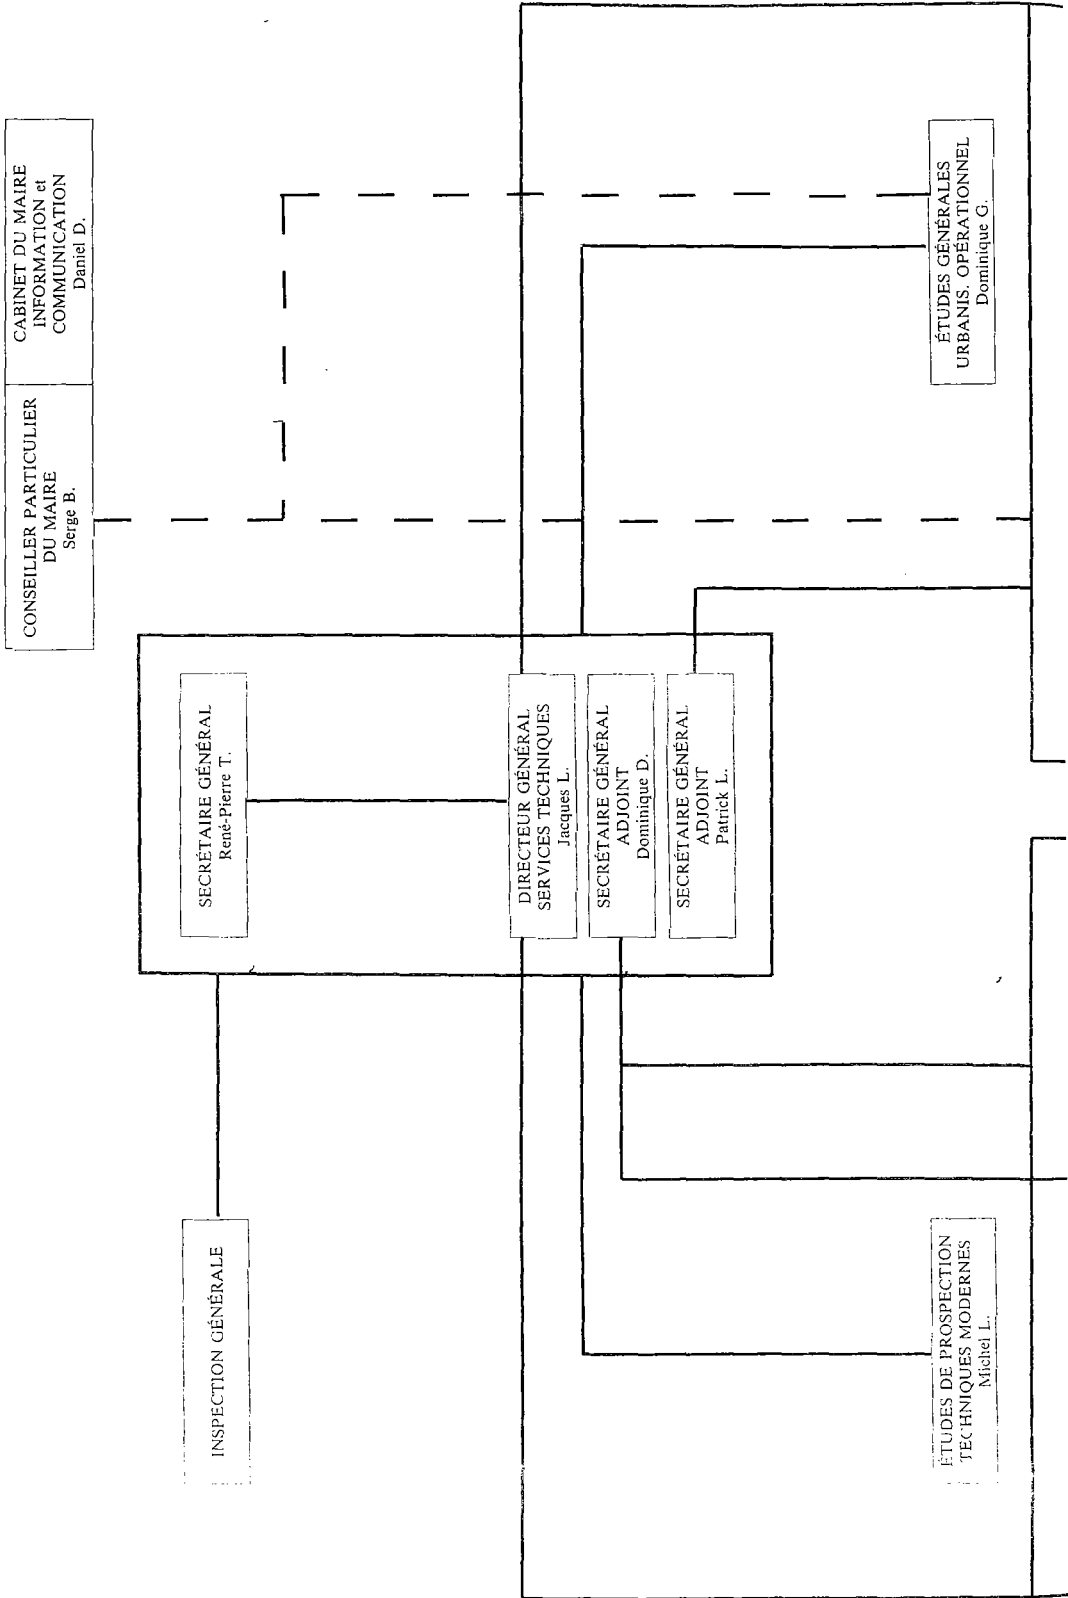 CONSEILLER PARTICULIER
DU MAIRE
Serge B.
CABINET DU MAIRE
INFORMATION et
COMMUNICATION
Daniel D.
INSPECTION GÉNÉRALE
SECRÉTAIRE GÉNÉRAL
René-Pierre T.
DIRECTEUR GÉNÉRAL
SERVICES TECHNIQUES
Jacques L.
SECRÉTAIRE GÉNÉRAL
ADJOINT
Dominique D.
SECRÉTAIRE GÉNÉRAL
ADJOINT
Patrick L.
ÉTUDES DE PROSPECTION
TECHNIQUES MODERNES
Michel L.
ÉTUDES GÉNÉRALES
URBANIS. OPÉRATIONNEL
Dominique G.